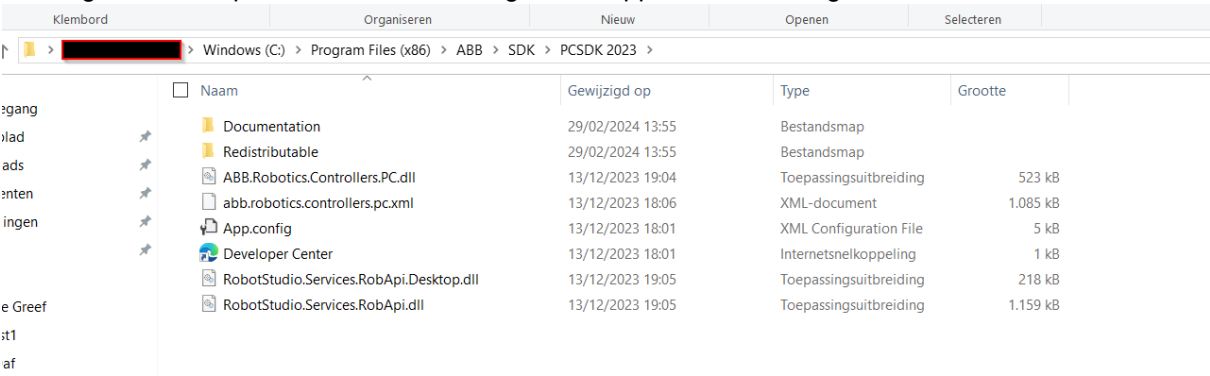 Klembord Organiseren Nieuw Openen Selecteren
> > Windows (C:) > Program Files (x86) > ABB > SDK > PCSDK 2023 >
Naam Gewijzigd op Type Grootte
egang
Documentation 29/02/2024 13:55 Bestandsmap
lad
Redistributable 29/02/2024 13:55 Bestandsmap
ads
ABB.Robotics.Controllers.PC.dll 13/12/2023 19:04 Toepassingsuitbreiding 523 kB
enten
abb.robotics.controllers.pc.xml 13/12/2023 18:06 XML-document 1.085 kB
ingen
App.config 13/12/2023 18:01 XML Configuration File 5 kB
Developer Center 13/12/2023 18:01 Internetsnelkoppeling 1 kB
RobotStudio.Services.RobApi.Desktop.dll 13/12/2023 19:05 Toepassingsuitbreiding 218 kB
e Greef
RobotStudio.Services.RobApi.dll 13/12/2023 19:05 Toepassingsuitbreiding 1.159 kB
st1
af